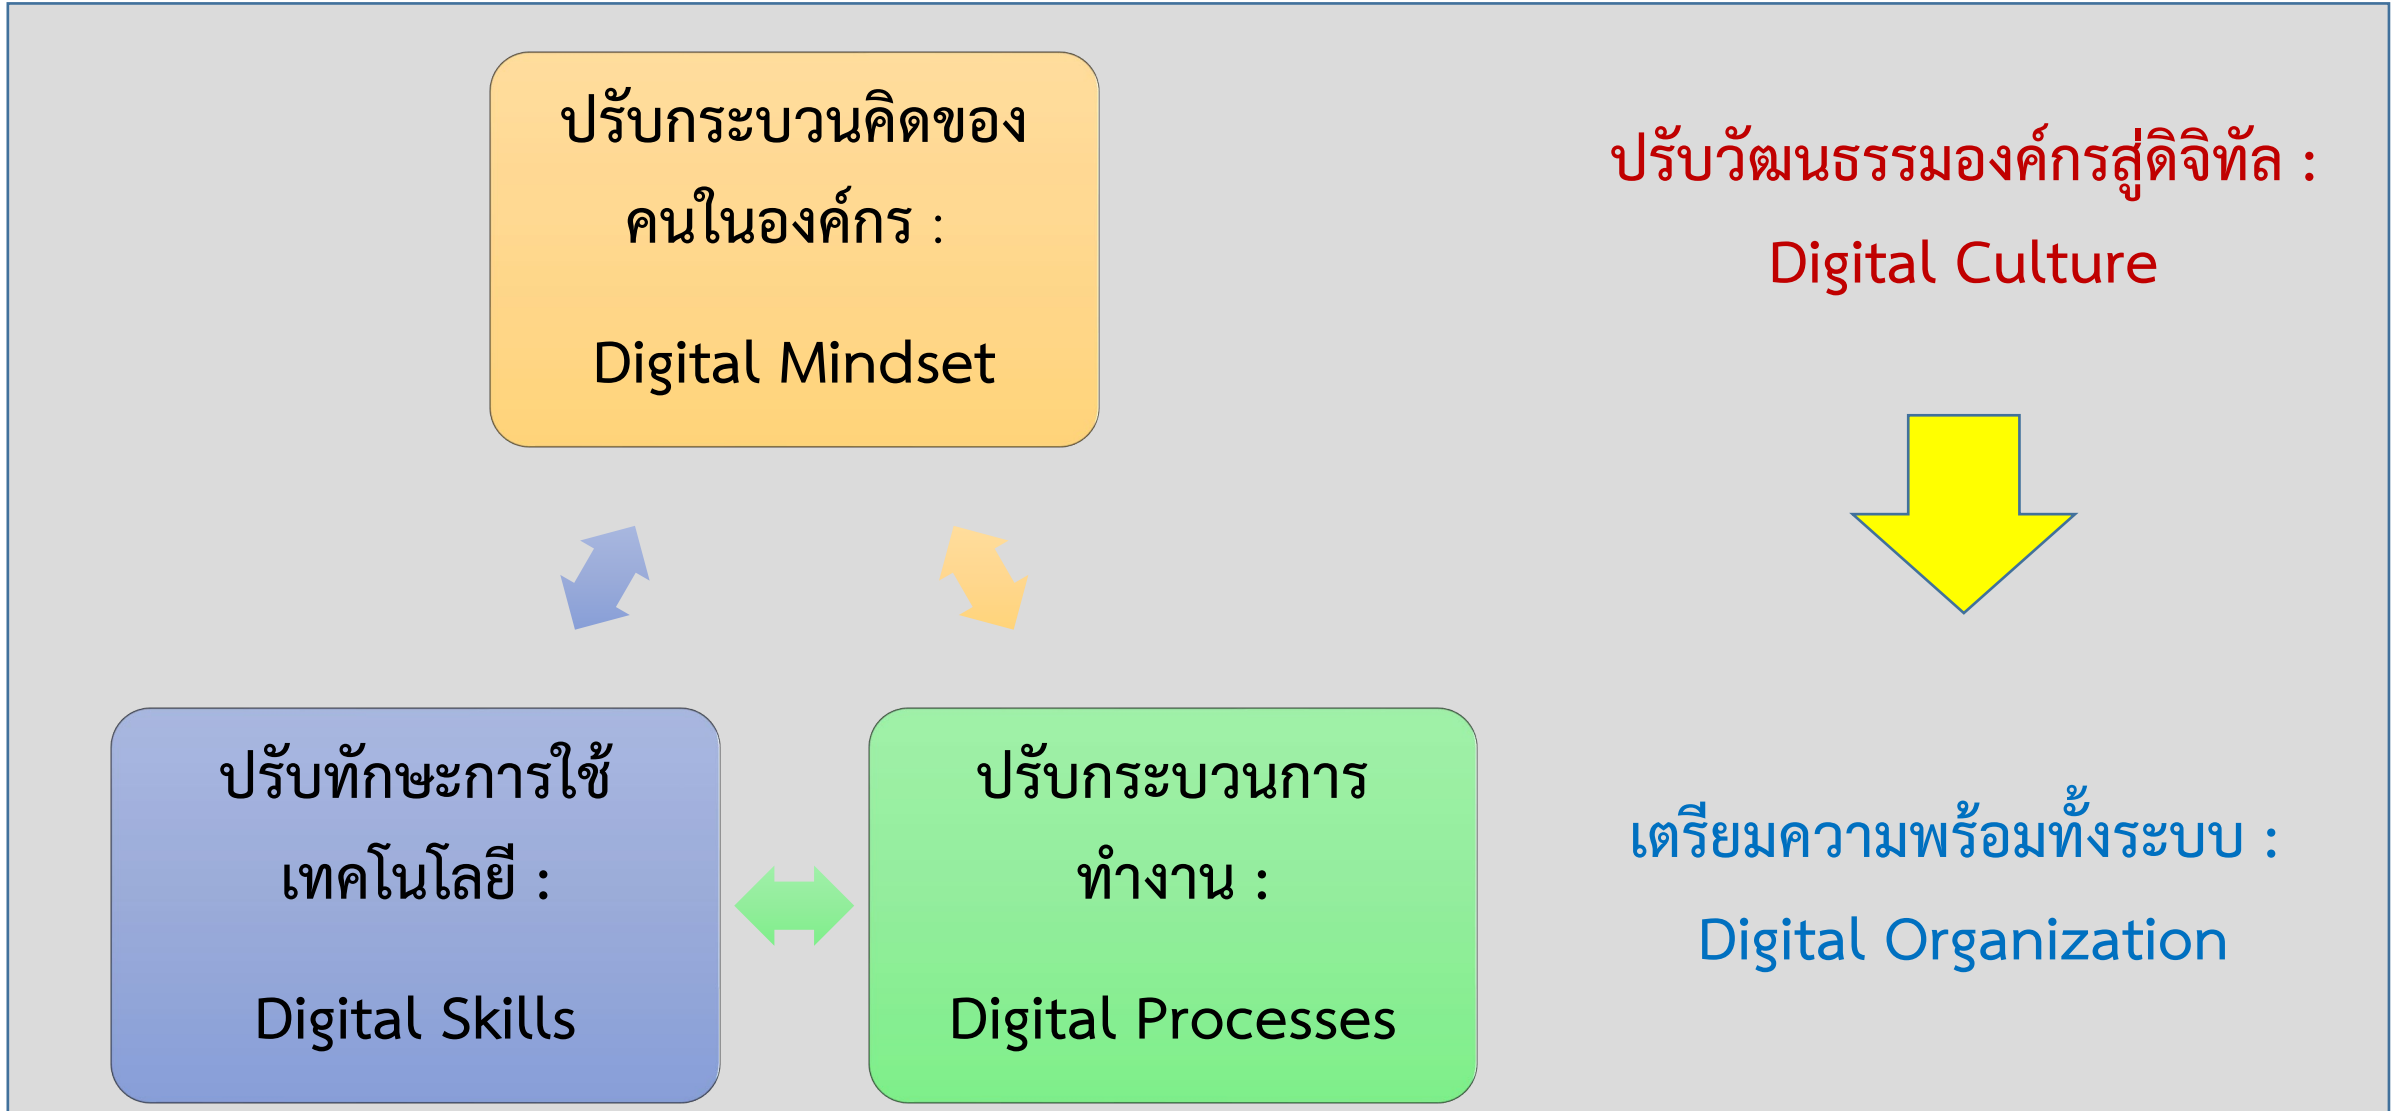 ปรับกระบวนคิดของ
คนในองค์กร :
Digital Mindset
ปรับวัฒนธรรมองค์กรสู่ดิจิทัล :
Digital Culture
ปรับทักษะการใช้
เทคโนโลยี :
Digital Skills
ปรับกระบวนการ
ทำงาน :
Digital Processes
เตรียมความพร้อมทั้งระบบ :
Digital Organization